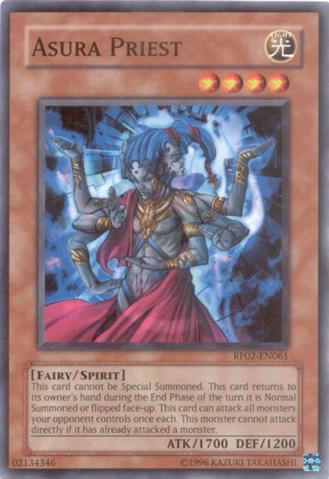 ASURA PRIEST
LIGHT
光
RP02-EN061
[FAIRY/SPIRIT]
This card cannot be Special Summoned. This card returns to
its owner's hand during the End Phase of the turn it is Normal
Summoned or flipped face-up. This card can attack all monsters
your opponent controls once each. This monster cannot attack
directly if it has already attacked a monster.
ATK/1700 DEF/1200
02134346
©1996 KAZUKI TAKAHASHI